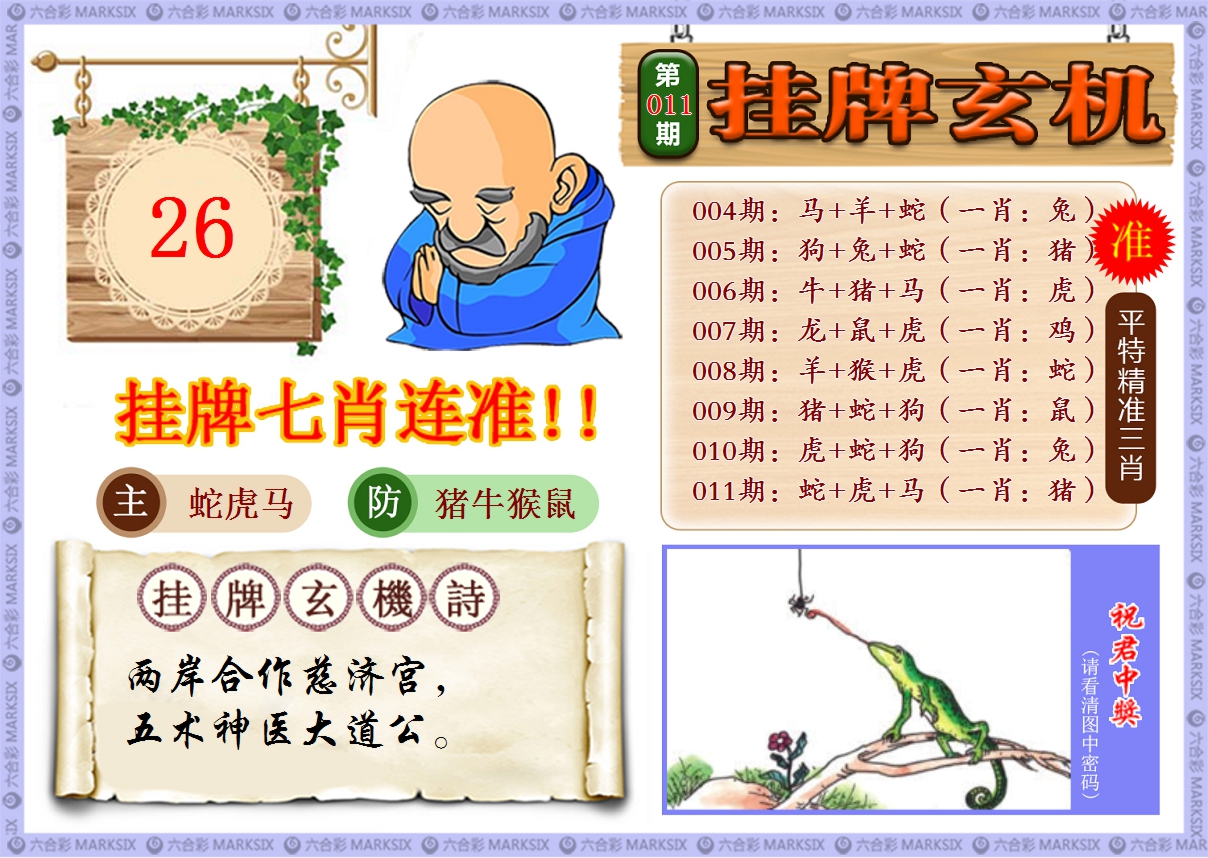 六合彩 MARKSIX
第
011
期
挂牌玄机
26
004期：马+羊+蛇（一肖：兔）
005期：狗+兔+蛇（一肖：猪）
006期：牛+猪+马（一肖：虎）
007期：龙+鼠+虎（一肖：鸡）
008期：羊+猴+虎（一肖：蛇）
009期：猪+蛇+狗（一肖：鼠）
010期：虎+蛇+狗（一肖：兔）
011期：蛇+虎+马（一肖：猪）
准
平特精准三肖
挂牌七肖连准!!
主 蛇虎马
防 猪牛猴鼠
挂牌玄機詩
两岸合作慈济宫，
五术神医大道公。
祝君中奖
（请看清图中密码）